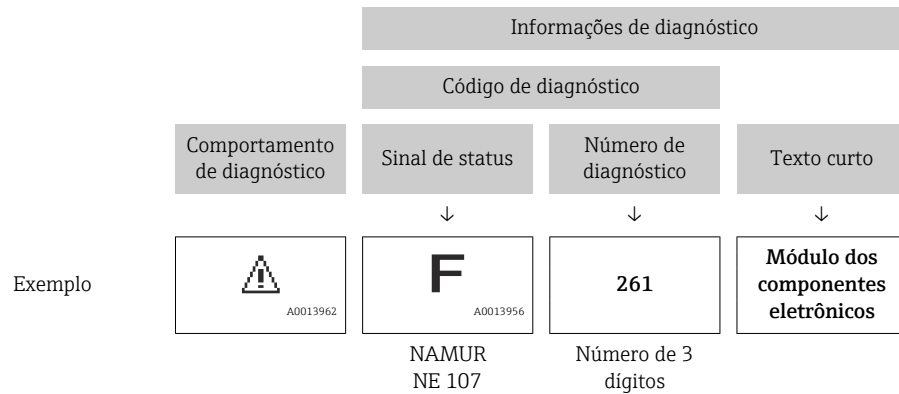 Informações de diagnóstico
Código de diagnóstico
Comportamento
de diagnóstico
Sinal de status
Número de
diagnóstico
Texto curto
↓ ↓ ↓
Exemplo
A0013962
F
A0013956
261
Módulo dos
componentes
eletrônicos
NAMUR
NE 107
Número de 3
dígitos